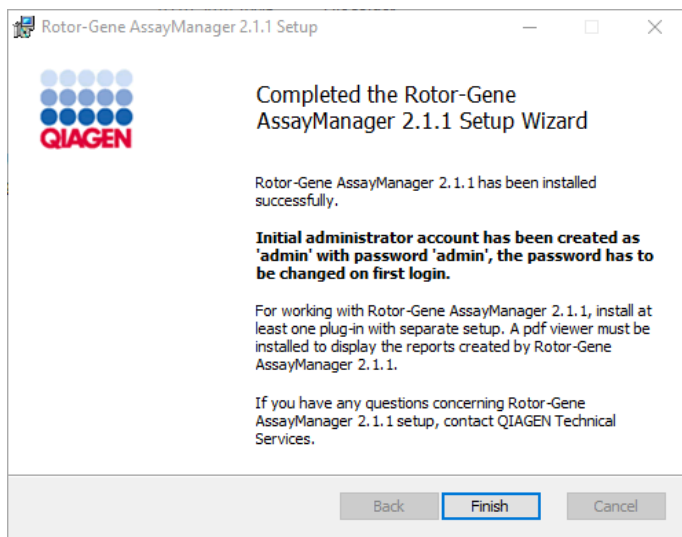 Rotor-Gene AssayManager 2.1.1 Setup
QIAGEN
Completed the Rotor-Gene
AssayManager 2.1.1 Setup Wizard
Rotor-Gene AssayManager 2.1.1 has been installed
successfully.
Initial administrator account has been created as
'admin' with password 'admin', the password has to
be changed on first login.
For working with Rotor-Gene AssayManager 2.1.1, install at
least one plug-in with separate setup. A pdf viewer must be
installed to display the reports created by Rotor-Gene
AssayManager 2.1.1.
If you have any questions concerning Rotor-Gene
AssayManager 2.1.1 setup, contact QIAGEN Technical
Services.
Back
Finish
Cancel